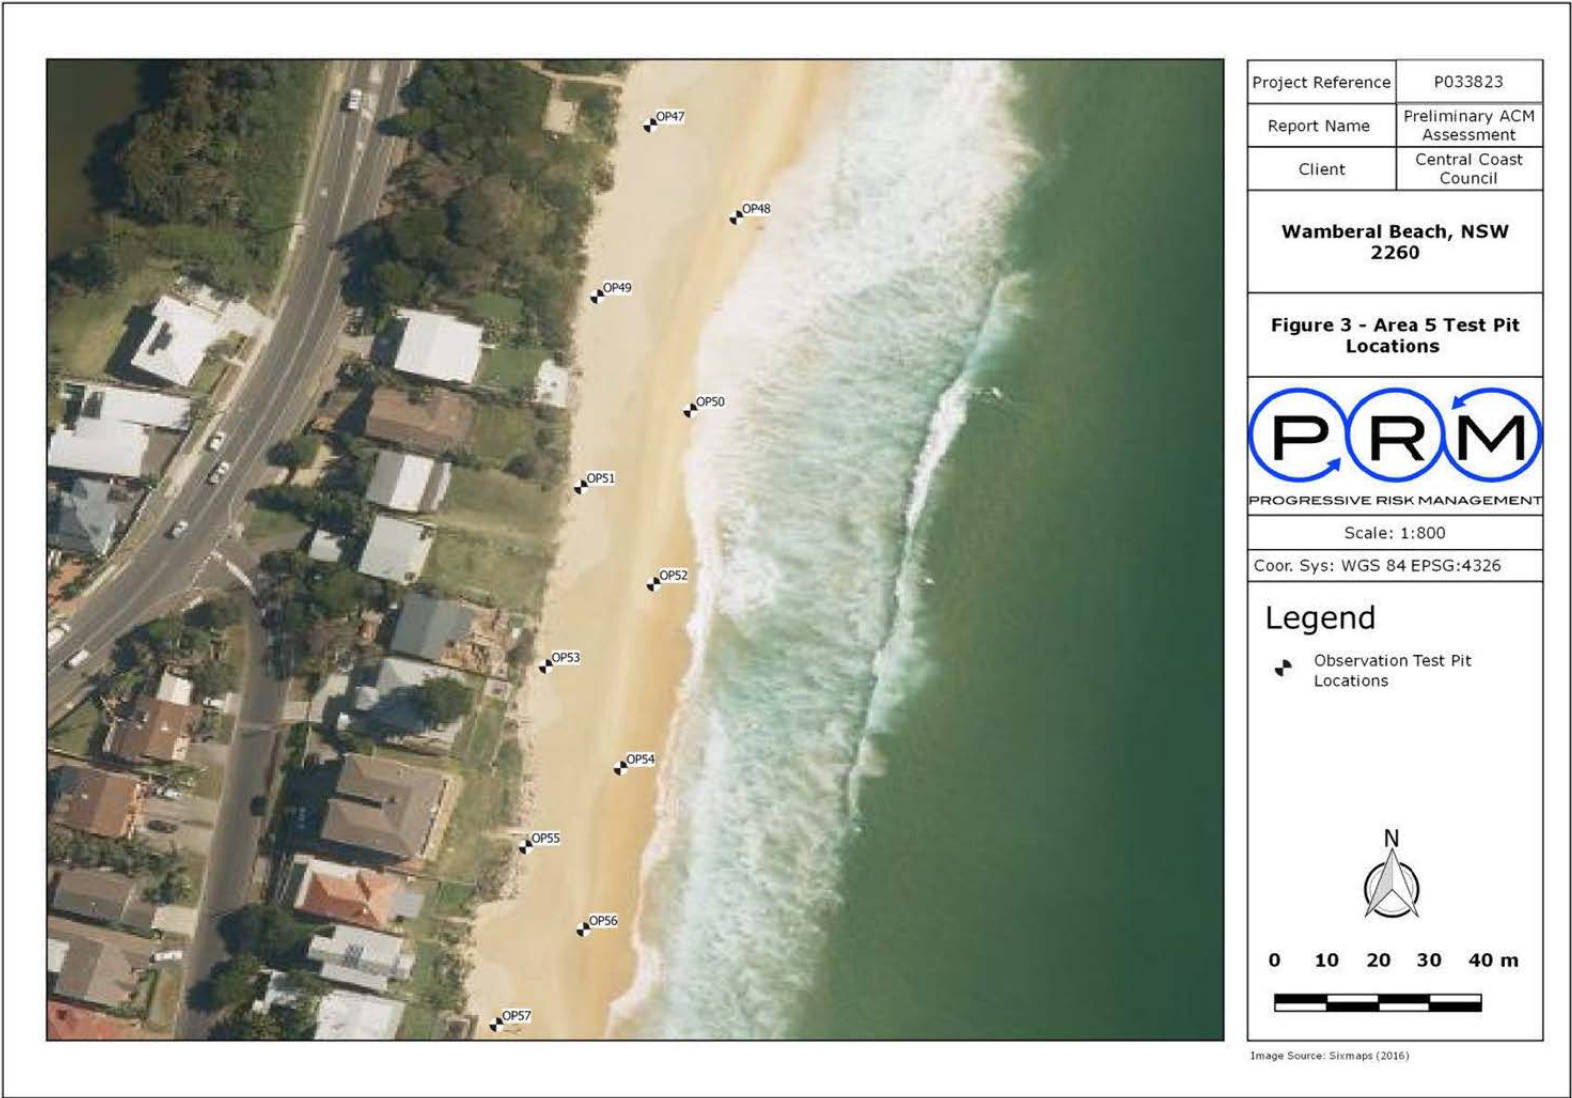 OP47
OP48
OP49
OP50
OP51
OP52
OP53
OP54
OP55
OP56
OP57
Project Reference P033823
Report Name Preliminary ACM
Assessment
Client Central Coast
Council
Wamberal Beach, NSW
2260
Figure 3 - Area 5 Test Pit
Locations
PRM
PROGRESSIVE RISK MANAGEMENT
Scale: 1:800
Coor. Sys: WGS 84 EPSG:4326
Legend
Observation Test Pit
Locations
N
0 10 20 30 40 m
Image Source: Sixmaps (2016)